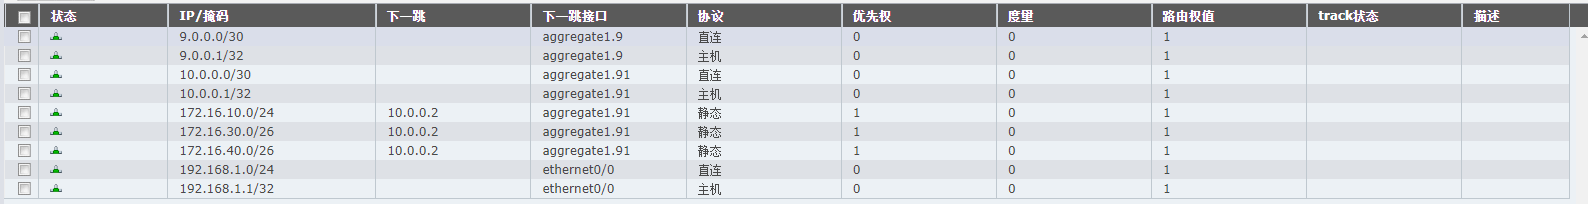 状态 IP/掩码 下一跳 下一跳接口 协议 优先权 度量 路由权值 track状态 描述
9.0.0.0/30 aggregate1.9 直连 0 0 1
9.0.0.1/32 aggregate1.9 主机 0 0 1
10.0.0.0/30 aggregate1.91 直连 0 0 1
10.0.0.1/32 aggregate1.91 主机 0 0 1
172.16.10.0/24 10.0.0.2 aggregate1.91 静态 1 0 1
172.16.30.0/26 10.0.0.2 aggregate1.91 静态 1 0 1
172.16.40.0/26 10.0.0.2 aggregate1.91 静态 1 0 1
192.168.1.0/24 ethernet0/0 直连 0 0 1
192.168.1.1/32 ethernet0/0 主机 0 0 1